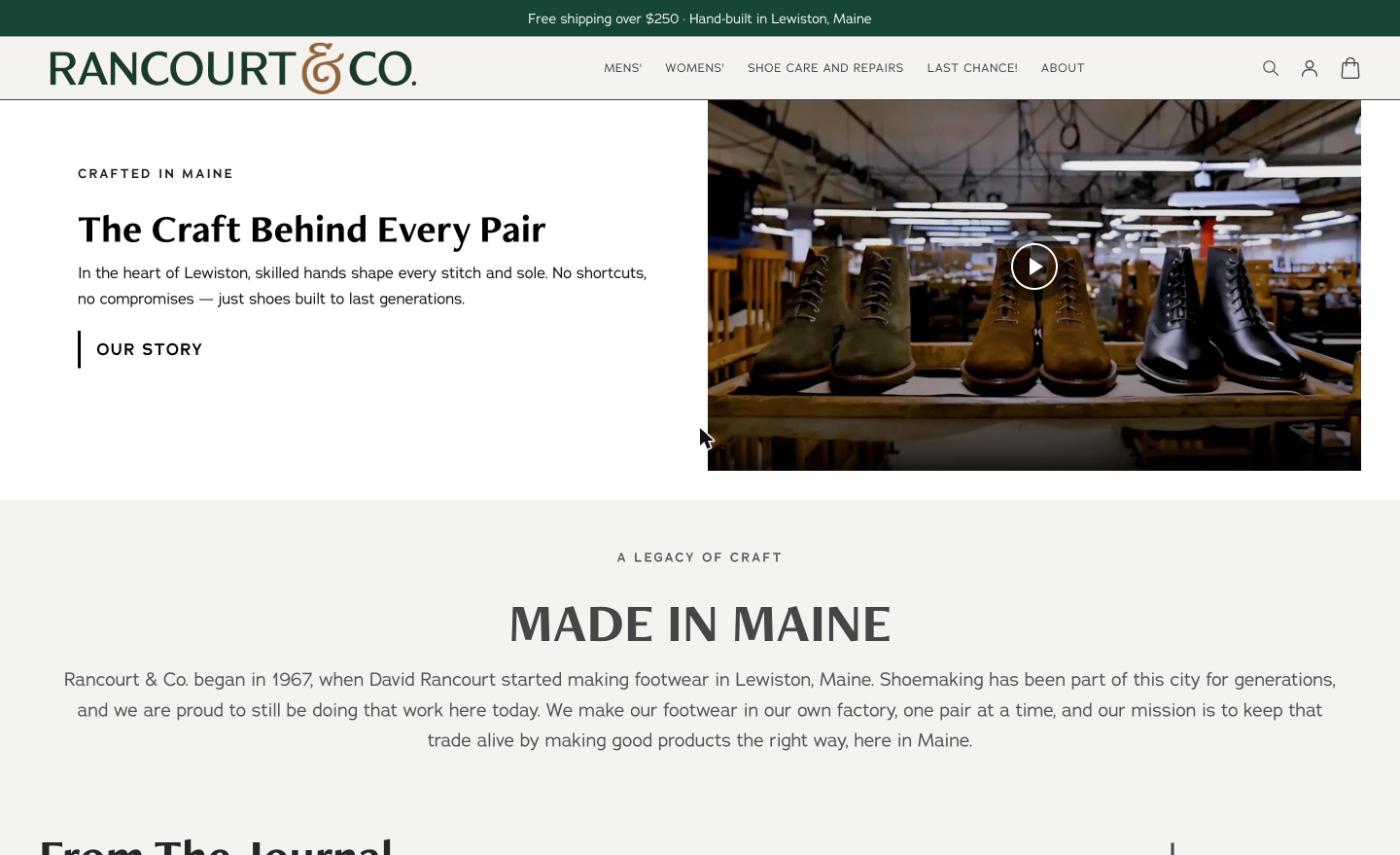 Free shipping over $250 · Hand-built in Lewiston, Maine
RANCOURT & CO.
MENS' WOMENS' SHOE CARE AND REPAIRS LAST CHANCE! ABOUT
CRAFTED IN MAINE
The Craft Behind Every Pair
In the heart of Lewiston, skilled hands shape every stitch and sole. No shortcuts,
no compromises — just shoes built to last generations.
OUR STORY
A LEGACY OF CRAFT
MADE IN MAINE
Rancourt & Co. began in 1967, when David Rancourt started making footwear in Lewiston, Maine. Shoemaking has been part of this city for generations,
and we are proud to still be doing that work here today. We make our footwear in our own factory, one pair at a time, and our mission is to keep that
trade alive by making good products the right way, here in Maine.
From The Journal